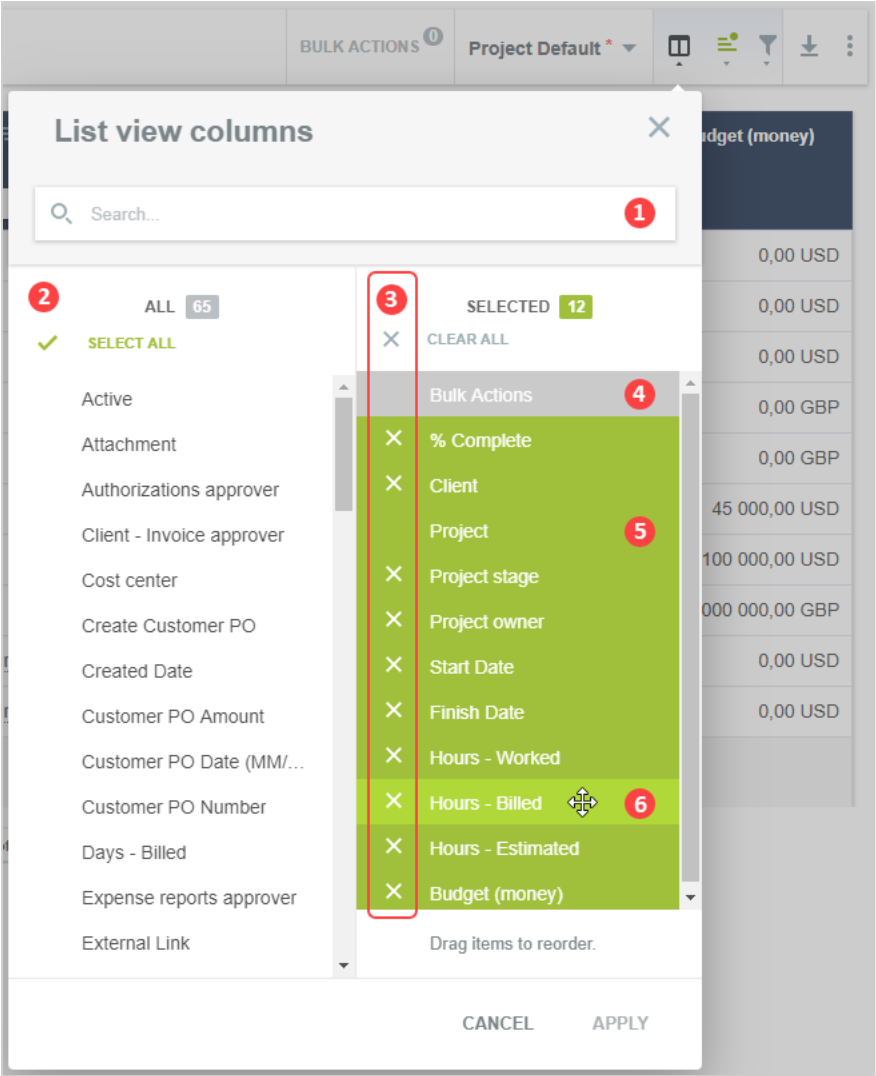 BULK ACTIONS 0 Project Default *
List view columns
udget (money)
Search... 1
2 ALL 65
SELECT ALL
Active
Attachment
Authorizations approver
Client - Invoice approver
Cost center
Create Customer PO
Created Date
Customer PO Amount
Customer PO Date (MM/...
Customer PO Number
Days - Billed
Expense reports approver
External Link
3 SELECTED 12
CLEAR ALL
Bulk Actions 4
% Complete
Client
Project 5
Project stage
Project owner
Start Date
Finish Date
Hours - Worked
Hours - Billed 6
Hours - Estimated
Budget (money)
Drag items to reorder.
CANCEL APPLY
0,00 USD
0,00 USD
0,00 USD
0,00 GBP
0,00 GBP
45 000,00 USD
100 000,00 USD
000 000,00 GBP
0,00 USD
0,00 USD